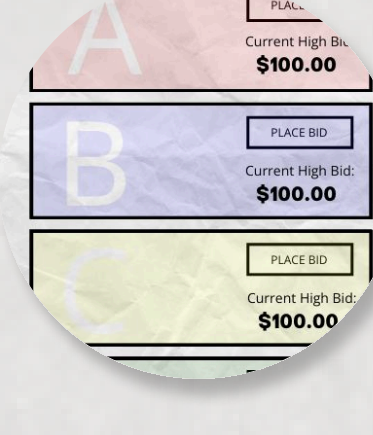 A
PLAC
Current High Bid
$100.00
B
PLACE BID
Current High Bid:
$100.00
C
PLACE BID
Current High Bid:
$100.00